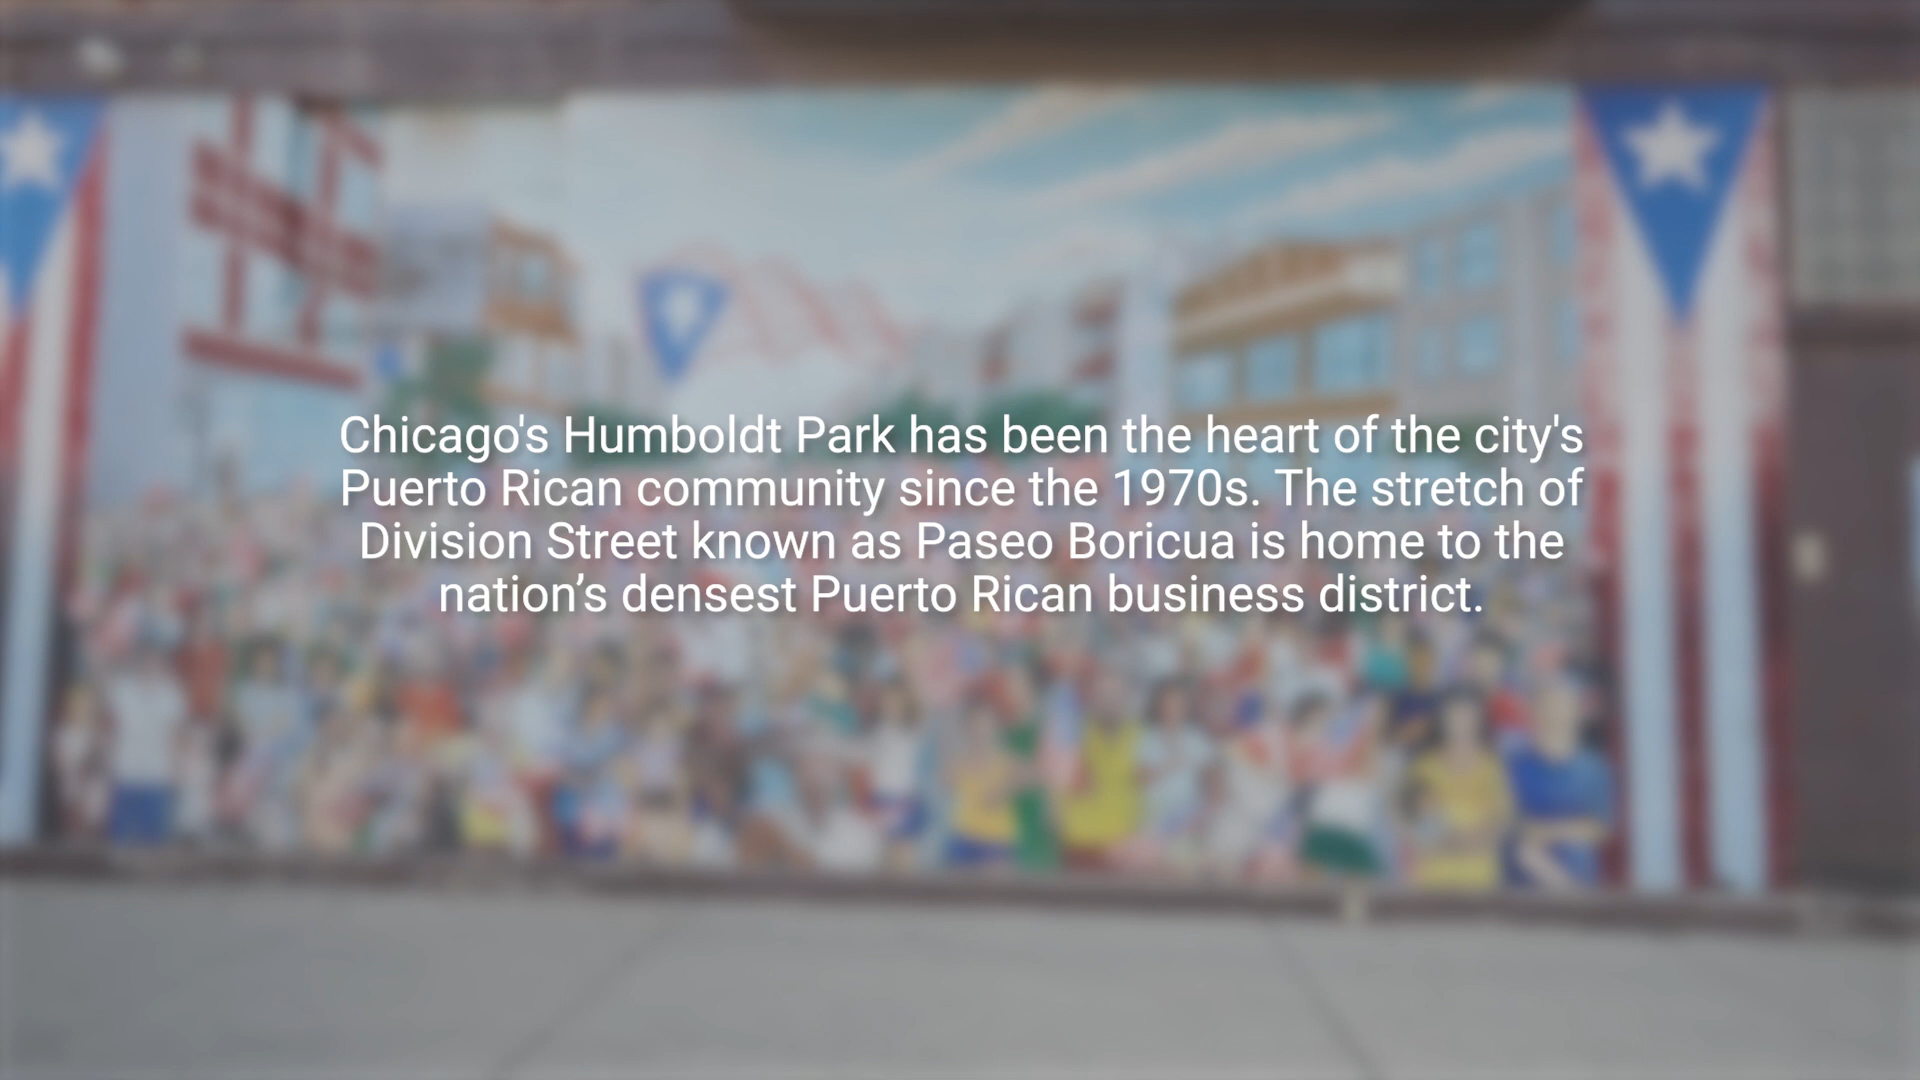 Chicago's Humboldt Park has been the heart of the city's
Puerto Rican community since the 1970s. The stretch of
Division Street known as Paseo Boricua is home to the
nation’s densest Puerto Rican business district.